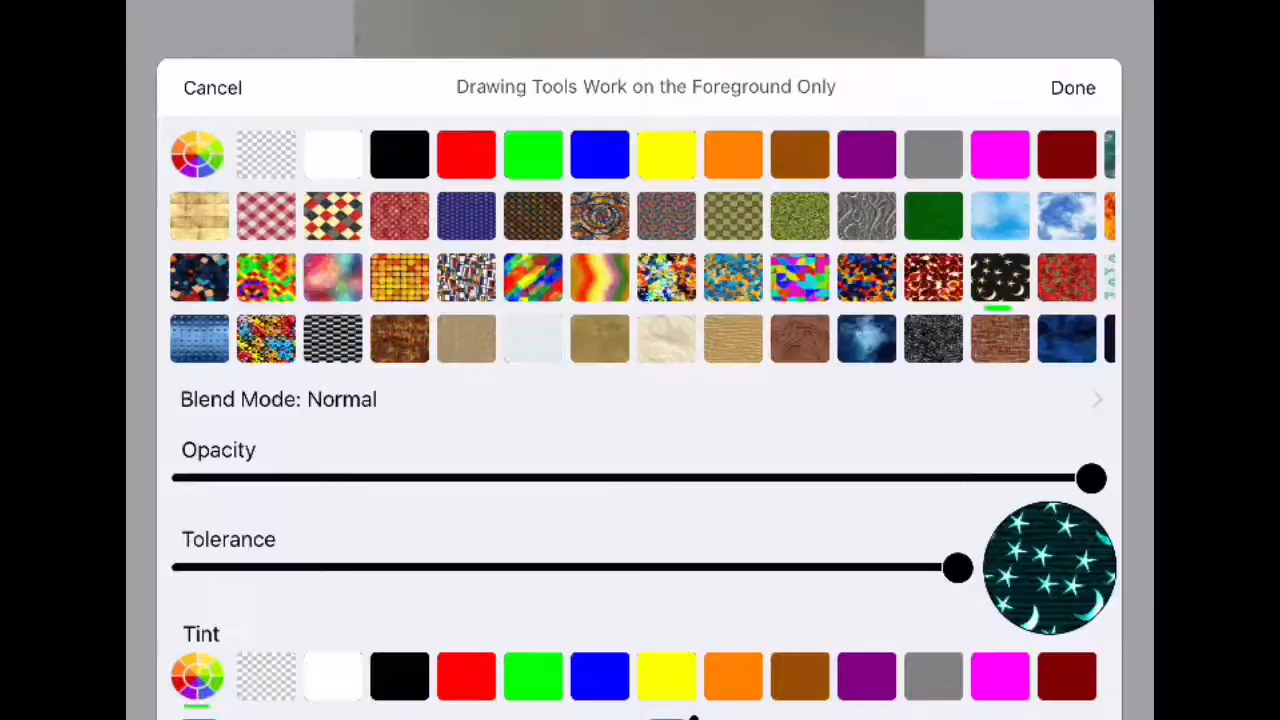 Cancel Drawing Tools Work on the Foreground Only Done
Blend Mode: Normal
Opacity
Tolerance
Tint